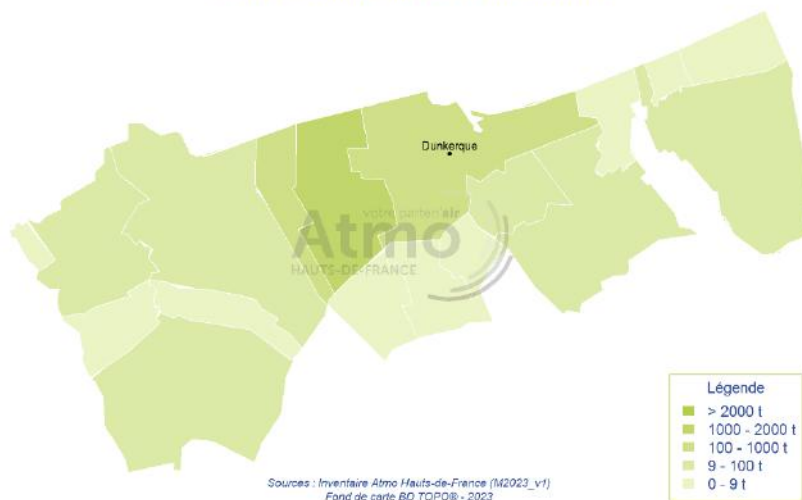 Dunkerque
votre parten'air
Atmo
HAUTS-DE-FRANCE
Légende
> 2000 t
1000 - 2000 t
100 - 1000 t
9 - 100 t
0 - 9 t
Sources : Inventaire Atmo Hauts-de-France (M2023_v1)
Fond de carte BD TOPO® - 2023